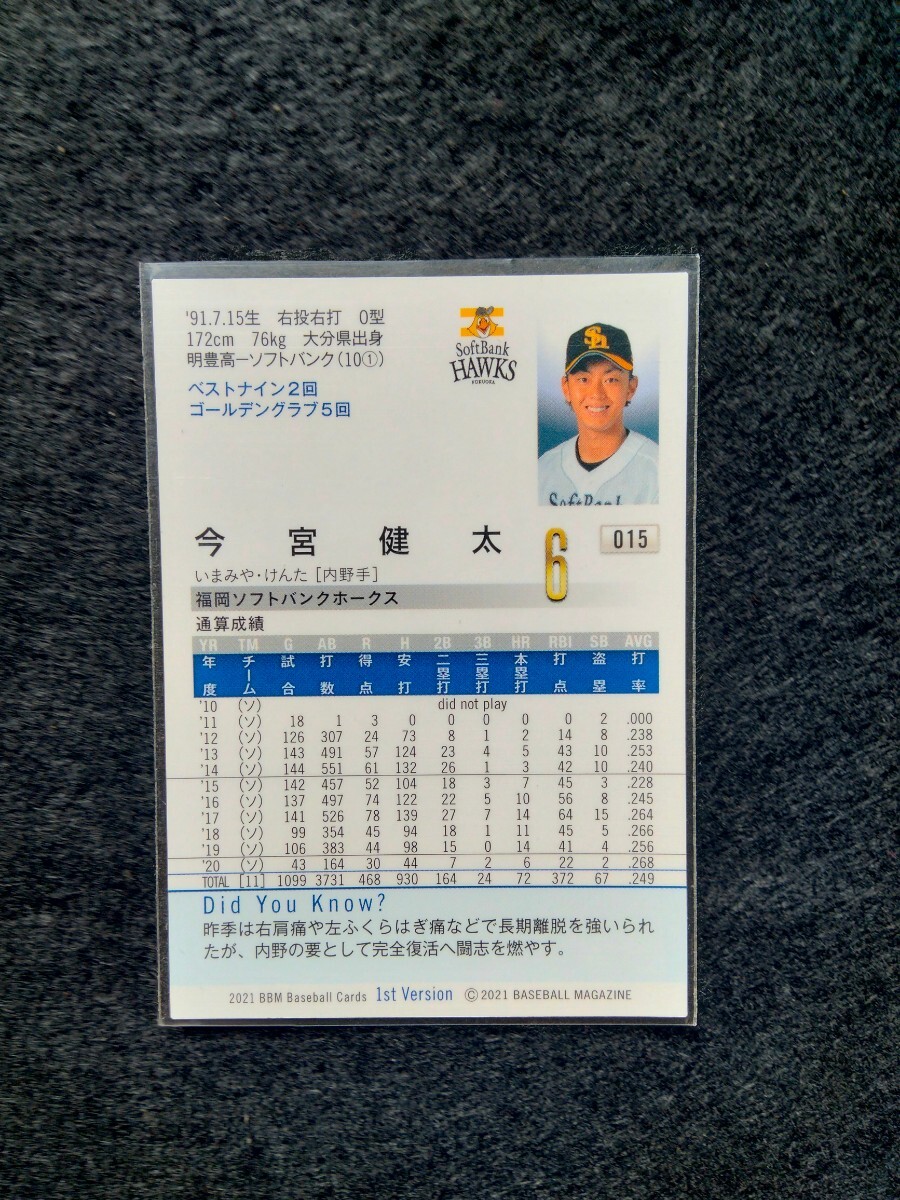 '91.7.15生 右投右打 O型
172cm 76kg 大分県出身
明豊高ーソフトバンク(10①)
ベストナイン2回
ゴールデングラブ5回
SoftBank
HAWKS
FUKUOKA
SH
SoftBank
今宮健太
6
015
いまみや・けんた [内野手]
福岡ソフトバンクホークス
通算成績
YR TM G AB R H 2B 3B HR RBI SB AVG
年度 チーム 試合 打数 得点 安打 二塁打 三塁打 本塁打 打点 盗塁 打率
'10 (ソ) did not play
'11 (ソ) 18 1 3 0 0 0 0 0 2 .000
'12 (ソ) 126 307 24 73 8 1 2 14 8 .238
'13 (ソ) 143 491 57 124 23 4 5 43 10 .253
'14 (ソ) 144 551 61 132 26 1 3 42 10 .240
'15 (ソ) 142 457 52 104 18 3 7 45 3 .228
'16 (ソ) 137 497 74 122 22 5 10 56 8 .245
'17 (ソ) 141 526 78 139 27 7 14 64 15 .264
'18 (ソ) 99 354 45 94 18 1 11 45 5 .266
'19 (ソ) 106 383 44 98 15 0 14 41 4 .256
'20 (ソ) 43 164 30 44 7 2 6 22 2 .268
TOTAL [11] 1099 3731 468 930 164 24 72 372 67 .249
Did You Know?
昨季は右肩痛や左ふくらはぎ痛などで長期離脱を強いられ
たが、内野の要として完全復活へ闘志を燃やす。
2021 BBM Baseball Cards 1st Version ©2021 BASEBALL MAGAZINE